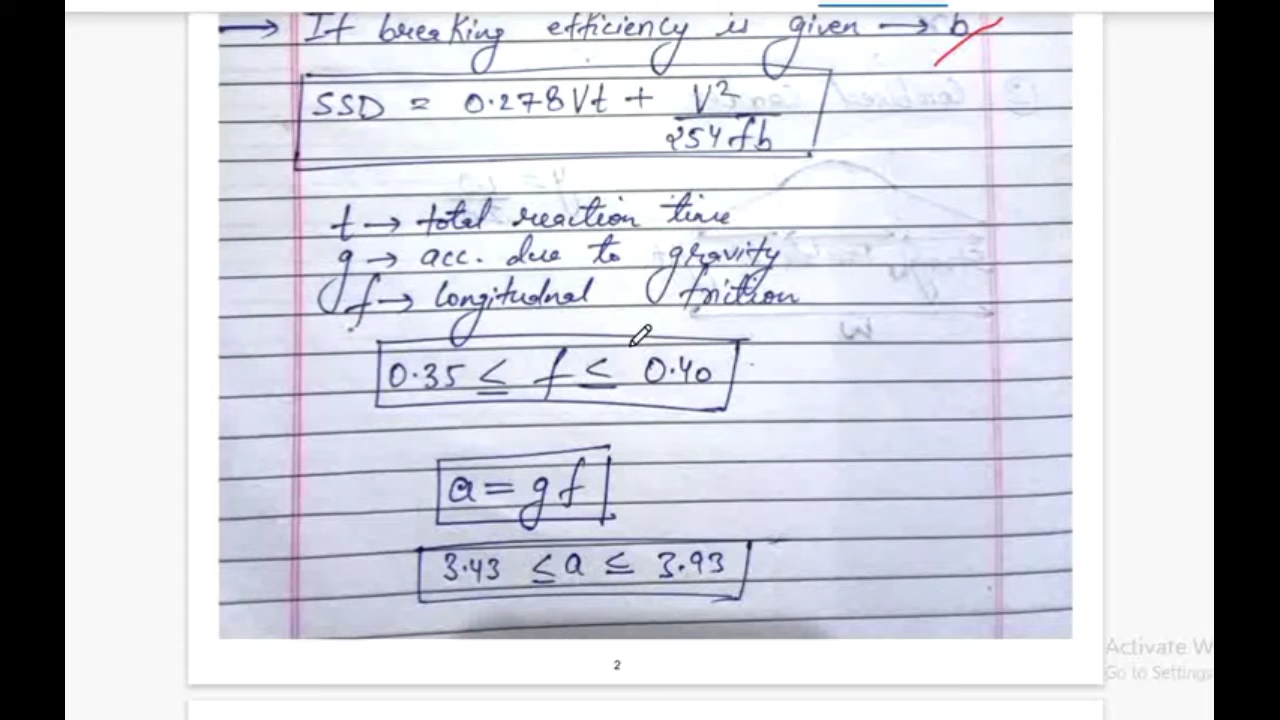 → If breaking efficiency is given → b
SSD = 0.278Vt + V²/254fb
t → total reaction time
g → acc. due to gravity
f → longitudnal friction
0.35 ≤ f ≤ 0.40
a = gf
3.43 ≤ a ≤ 3.93
2
Activate W
Go to Settings